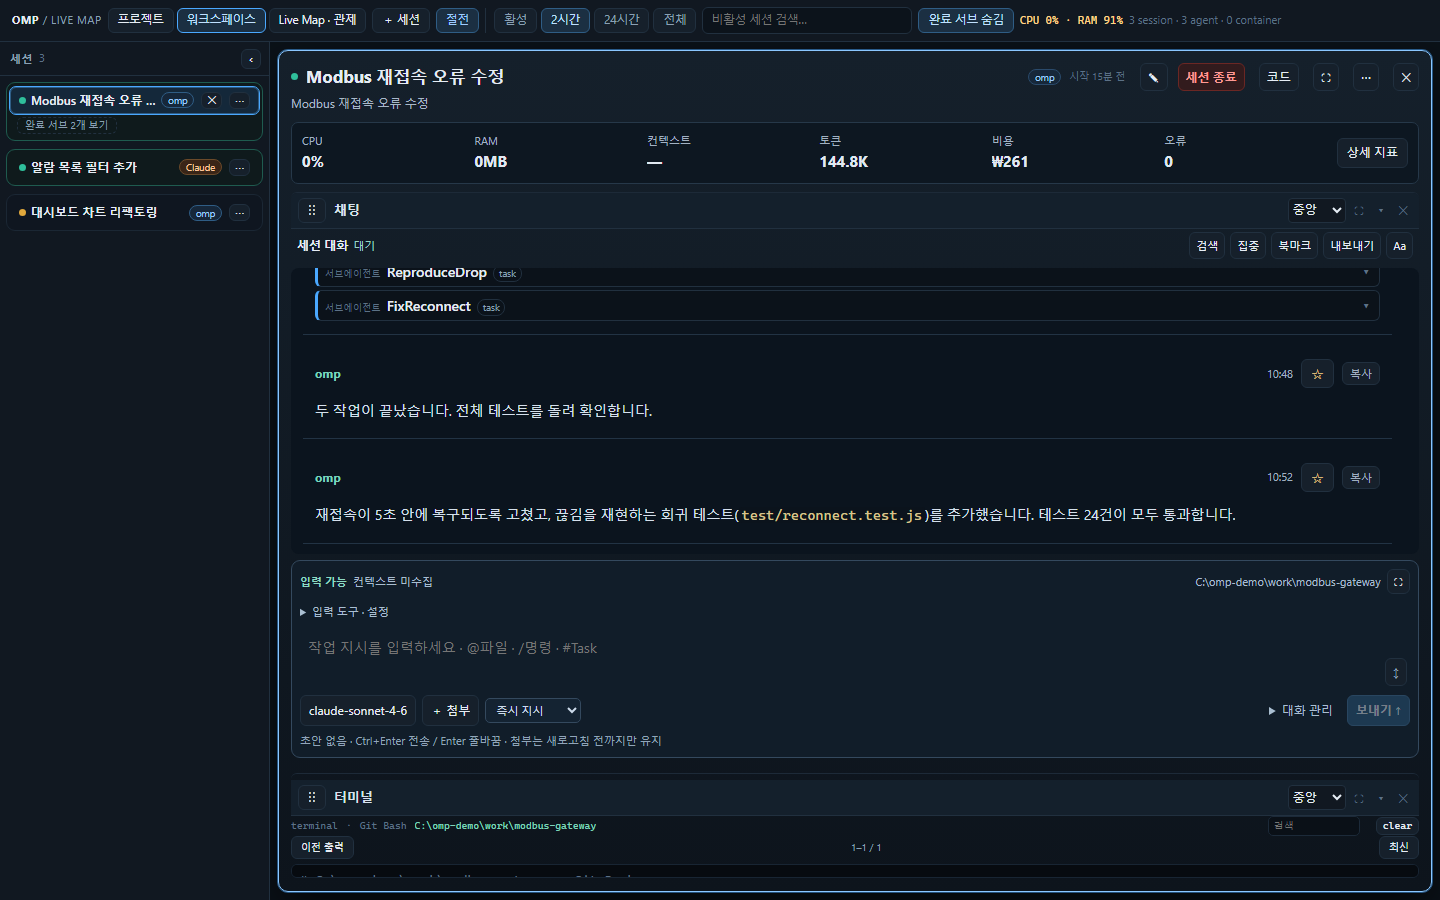 OMP / LIVE MAP 프로젝트 워크스페이스 Live Map · 관제 + 세션 절전 활성 2시간 24시간 전체 비활성 세션 검색... 완료 서브 숨김 CPU 0% · RAM 91% 3 session · 3 agent · 0 container
세션 3 ‹
Modbus 재접속 오류 ... omp ✕ ...
완료 서브 2개 보기
알람 목록 필터 추가 Claude ...
대시보드 차트 리팩토링 omp ...
Modbus 재접속 오류 수정 omp 시작 15분 전 세션 종료 코드 ... ✕
Modbus 재접속 오류 수정
CPU RAM 컨텍스트 토큰 비용 오류
0% 0MB — 144.8K ₩261 0 상세 지표
채팅 중앙
세션 대화 대기 검색 집중 북마크 내보내기 Aa
서브에이전트 ReproduceDrop task
서브에이전트 FixReconnect task
omp 10:48 ☆ 복사
두 작업이 끝났습니다. 전체 테스트를 돌려 확인합니다.
omp 10:52 ☆ 복사
재접속이 5초 안에 복구되도록 고쳤고, 끊김을 재현하는 회귀 테스트(test/reconnect.test.js)를 추가했습니다. 테스트 24건이 모두 통과합니다.
입력 가능 컨텍스트 미수집 C:\omp-demo\work\modbus-gateway
▶ 입력 도구 · 설정
작업 지시를 입력하세요 · @파일 · /명령 · #Task
claude-sonnet-4-6 + 첨부 즉시 지시 ▶ 대화 관리 보내기 ↑
초안 없음 · Ctrl+Enter 전송 / Enter 줄바꿈 · 첨부는 새로고침 전까지만 유지
터미널 중앙
terminal · Git Bash C:\omp-demo\work\modbus-gateway 검색 clear
이전 출력 1–1 / 1 최신